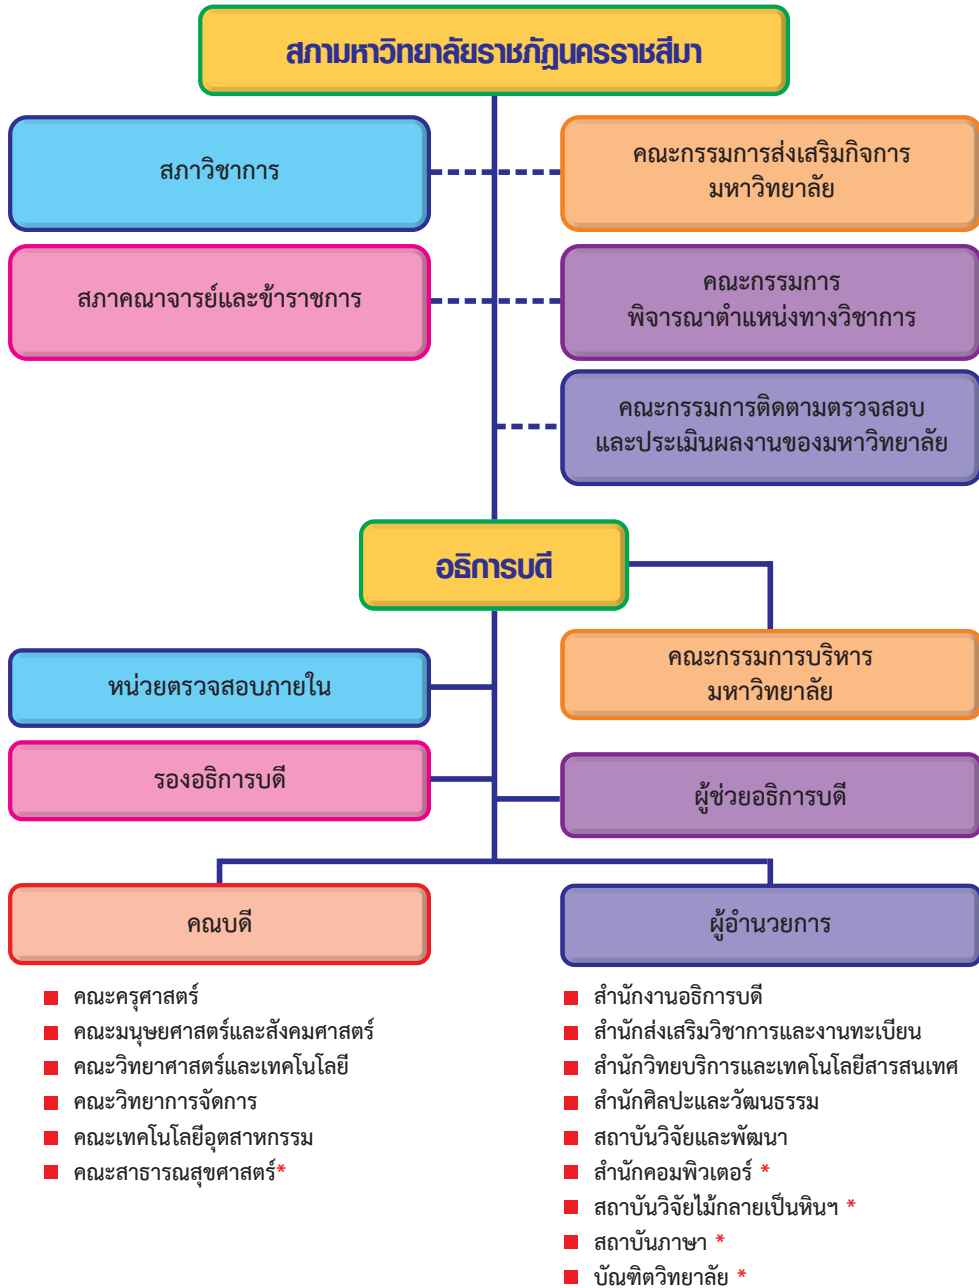 สภามหาวิทยาลัยราชภัฏนครราชสีมา
สภาวิชาการ
คณะกรรมการส่งเสริมกิจการ
มหาวิทยาลัย
สภาคณาจารย์และข้าราชการ
คณะกรรมการ
พิจารณาตำแหน่งทางวิชาการ
คณะกรรมการติดตามตรวจสอบ
และประเมินผลงานของมหาวิทยาลัย
อธิการบดี
คณะกรรมการบริหาร
มหาวิทยาลัย
หน่วยตรวจสอบภายใน
รองอธิการบดี
ผู้ช่วยอธิการบดี
คณบดี
คณะครุศาสตร์
คณะมนุษยศาสตร์และสังคมศาสตร์
คณะวิทยาศาสตร์และเทคโนโลยี
คณะวิทยาการจัดการ
คณะเทคโนโลยีอุตสาหกรรม
คณะสาธารณสุขศาสตร์*
ผู้อำนวยการ
สำนักงานอธิการบดี
สำนักส่งเสริมวิชาการและงานทะเบียน
สำนักวิทยบริการและเทคโนโลยีสารสนเทศ
สำนักศิลปะและวัฒนธรรม
สถาบันวิจัยและพัฒนา
สำนักคอมพิวเตอร์ *
สถาบันวิจัยไม้กลายเป็นหินฯ *
สถาบันภาษา *
บัณฑิตวิทยาลัย *